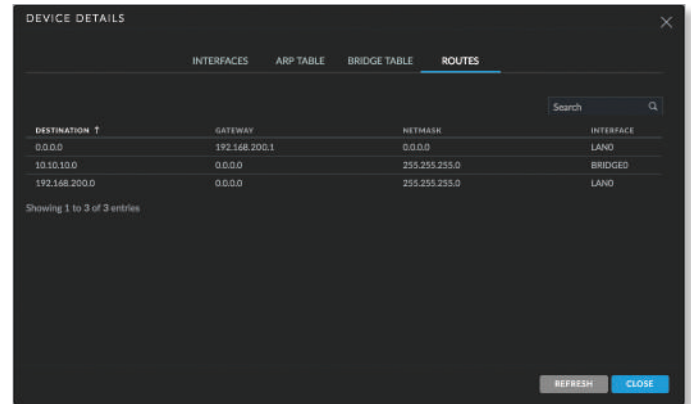 DEVICE DETAILS
INTERFACES ARP TABLE BRIDGE TABLE ROUTES
Search
DESTINATION ↑ GATEWAY NETMASK INTERFACE
0.0.0.0 192.168.200.1 0.0.0.0 LAN0
10.10.10.0 0.0.0.0 255.255.255.0 BRIDGE0
192.168.200.0 0.0.0.0 255.255.255.0 LAN0
Showing 1 to 3 of 3 entries
REFRESH CLOSE